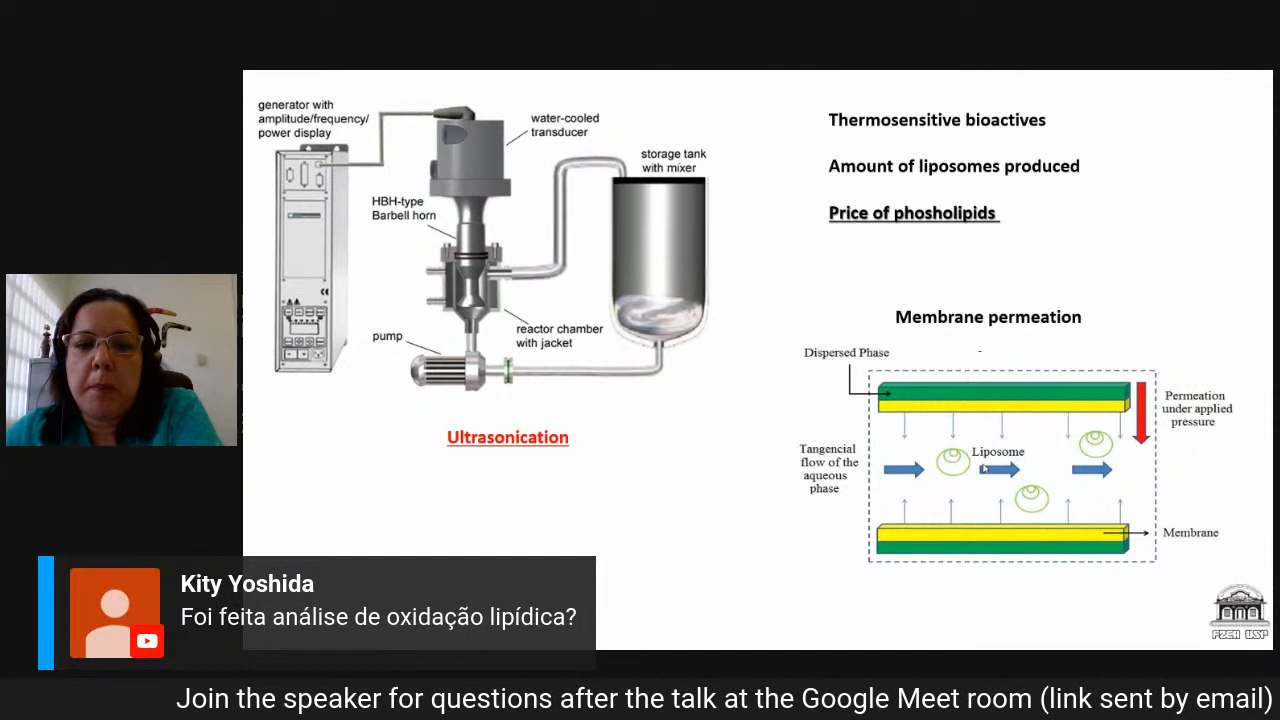 generator with
amplitude/frequency/
power display
water-cooled
transducer
storage tank
with mixer
HBH-type
Barbell horn
reactor chamber
with jacket
pump
Ultrasonication
Thermosensitive bioactives
Amount of liposomes produced
Price of phosholipids
Membrane permeation
Dispersed Phase
Permeation
under applied
pressure
Tangencial
flow of the
aqueous
phase
Liposome
Membrane
FZEA USP
Kity Yoshida
Foi feita análise de oxidação lipídica?
Join the speaker for questions after the talk at the Google Meet room (link sent by email)